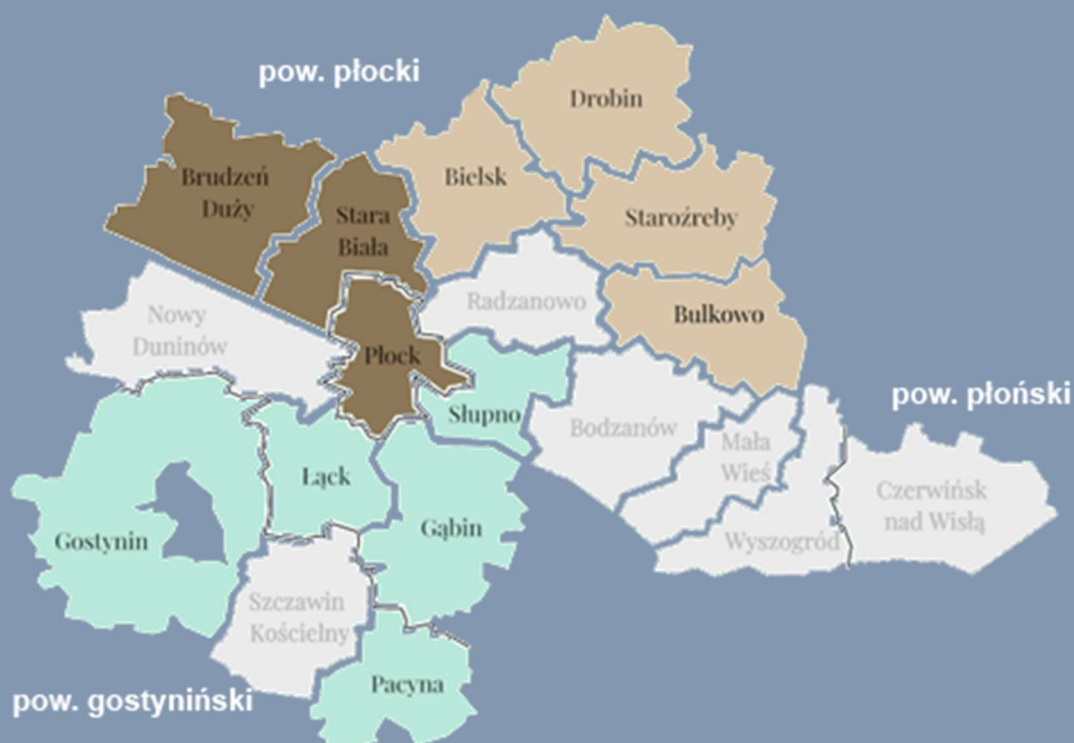 pow. płocki
Drobin
Brudzeń
Duży
Bielsk
Stara
Biała
Staroźreby
Radzanowo
Nowy
Duninów
Bulkowo
Płock
pow. płoński
Słupno
Bodzanów
Mała
Wieś
Łąck
Czerwińsk
nad Wisłą
Gostynin
Gąbin
Wyszogród
Szczawin
Kościelny
Pacyna
pow. gostyniński